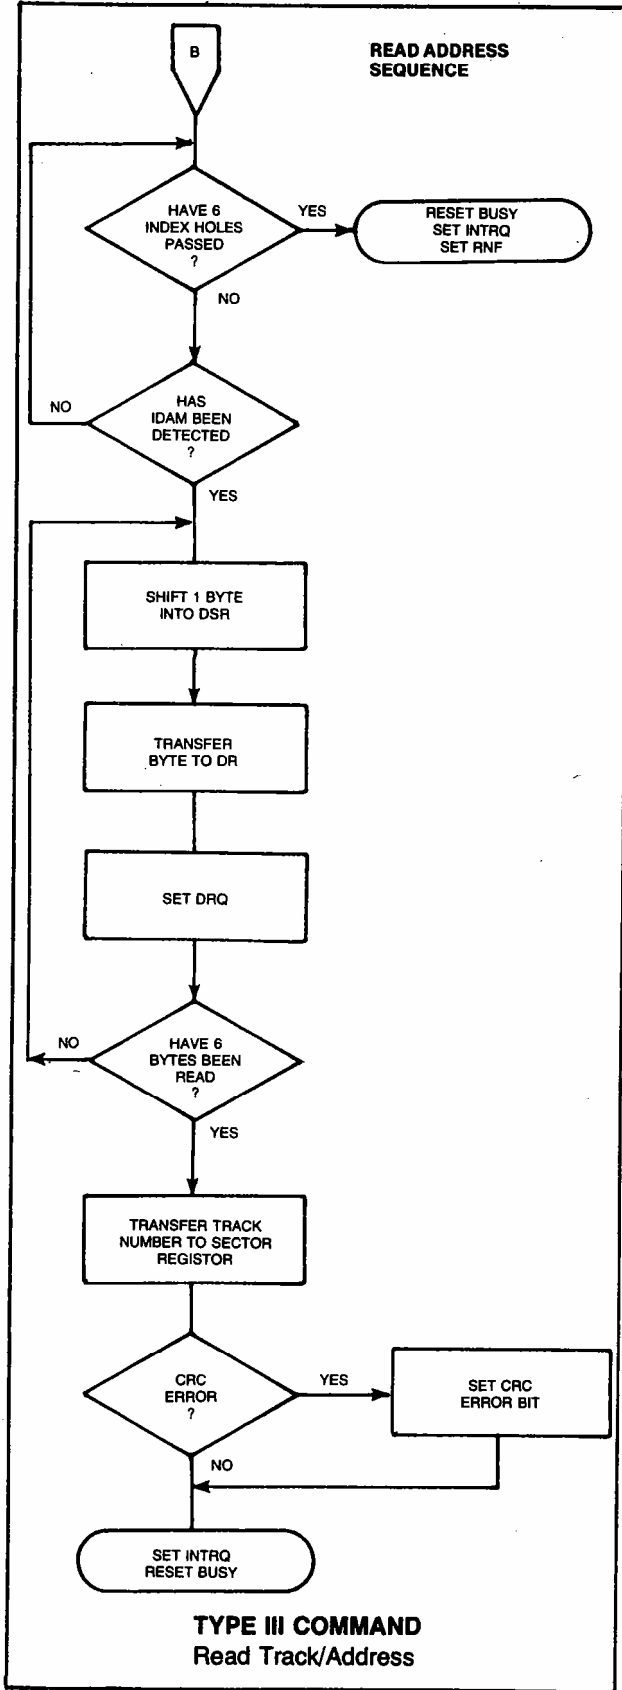 B
READ ADDRESS
SEQUENCE
HAVE 6
INDEX HOLES
PASSED
?
YES
RESET BUSY
SET INTRQ
SET RNF
NO
HAS
IDAM BEEN
DETECTED
?
NO
YES
SHIFT 1 BYTE
INTO DSR
TRANSFER
BYTE TO DR
SET DRQ
HAVE 6
BYTES BEEN
READ
?
NO
YES
TRANSFER TRACK
NUMBER TO SECTOR
REGISTOR
CRC
ERROR
?
YES
SET CRC
ERROR BIT
NO
SET INTRQ
RESET BUSY
TYPE III COMMAND
Read Track/Address